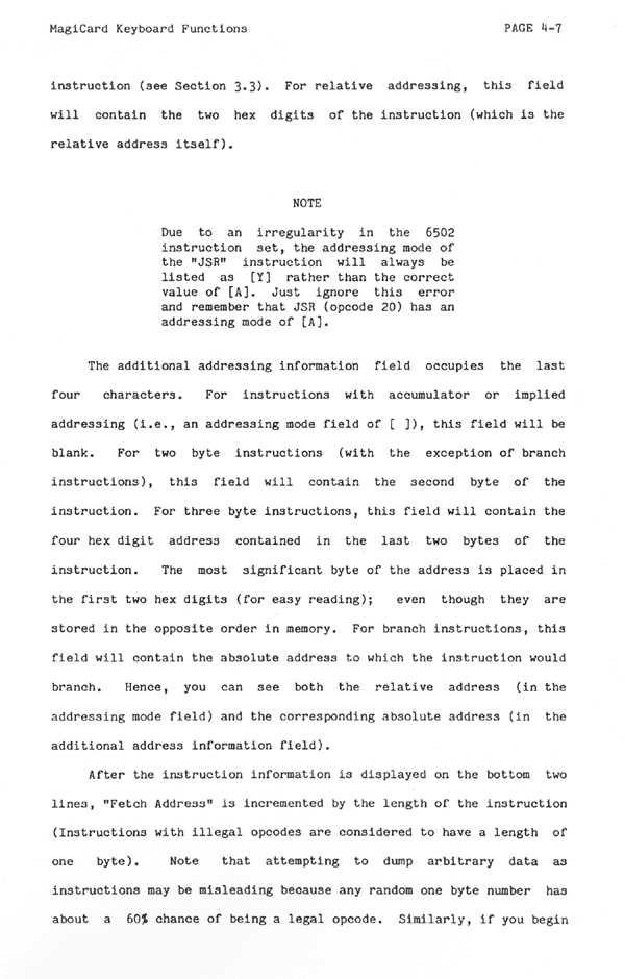 MagiCard Keyboard Functions PAGE 4-7
instruction (see Section 3.3). For relative addressing, this field
will contain the two hex digits of the instruction (which is the
relative address itself).
NOTE
Due to an irregularity in the 6502
instruction set, the addressing mode of
the "JSR" instruction will always be
listed as [Y] rather than the correct
value of [A]. Just ignore this error
and remember that JSR (opcode 20) has an
addressing mode of [A].
The additional addressing information field occupies the last
four characters. For instructions with accumulator or implied
addressing (i.e., an addressing mode field of [ ]), this field will be
blank. For two byte instructions (with the exception of branch
instructions), this field will contain the second byte of the
instruction. For three byte instructions, this field will contain the
four hex digit address contained in the last two bytes of the
instruction. The most significant byte of the address is placed in
the first two hex digits (for easy reading); even though they are
stored in the opposite order in memory. For branch instructions, this
field will contain the absolute address to which the instruction would
branch. Hence, you can see both the relative address (in the
addressing mode field) and the corresponding absolute address (in the
additional address information field).
After the instruction information is displayed on the bottom two
lines, "Fetch Address" is incremented by the length of the instruction
(Instructions with illegal opcodes are considered to have a length of
one byte). Note that attempting to dump arbitrary data as
instructions may be misleading because any random one byte number has
about a 60% chance of being a legal opcode. Similarly, if you begin